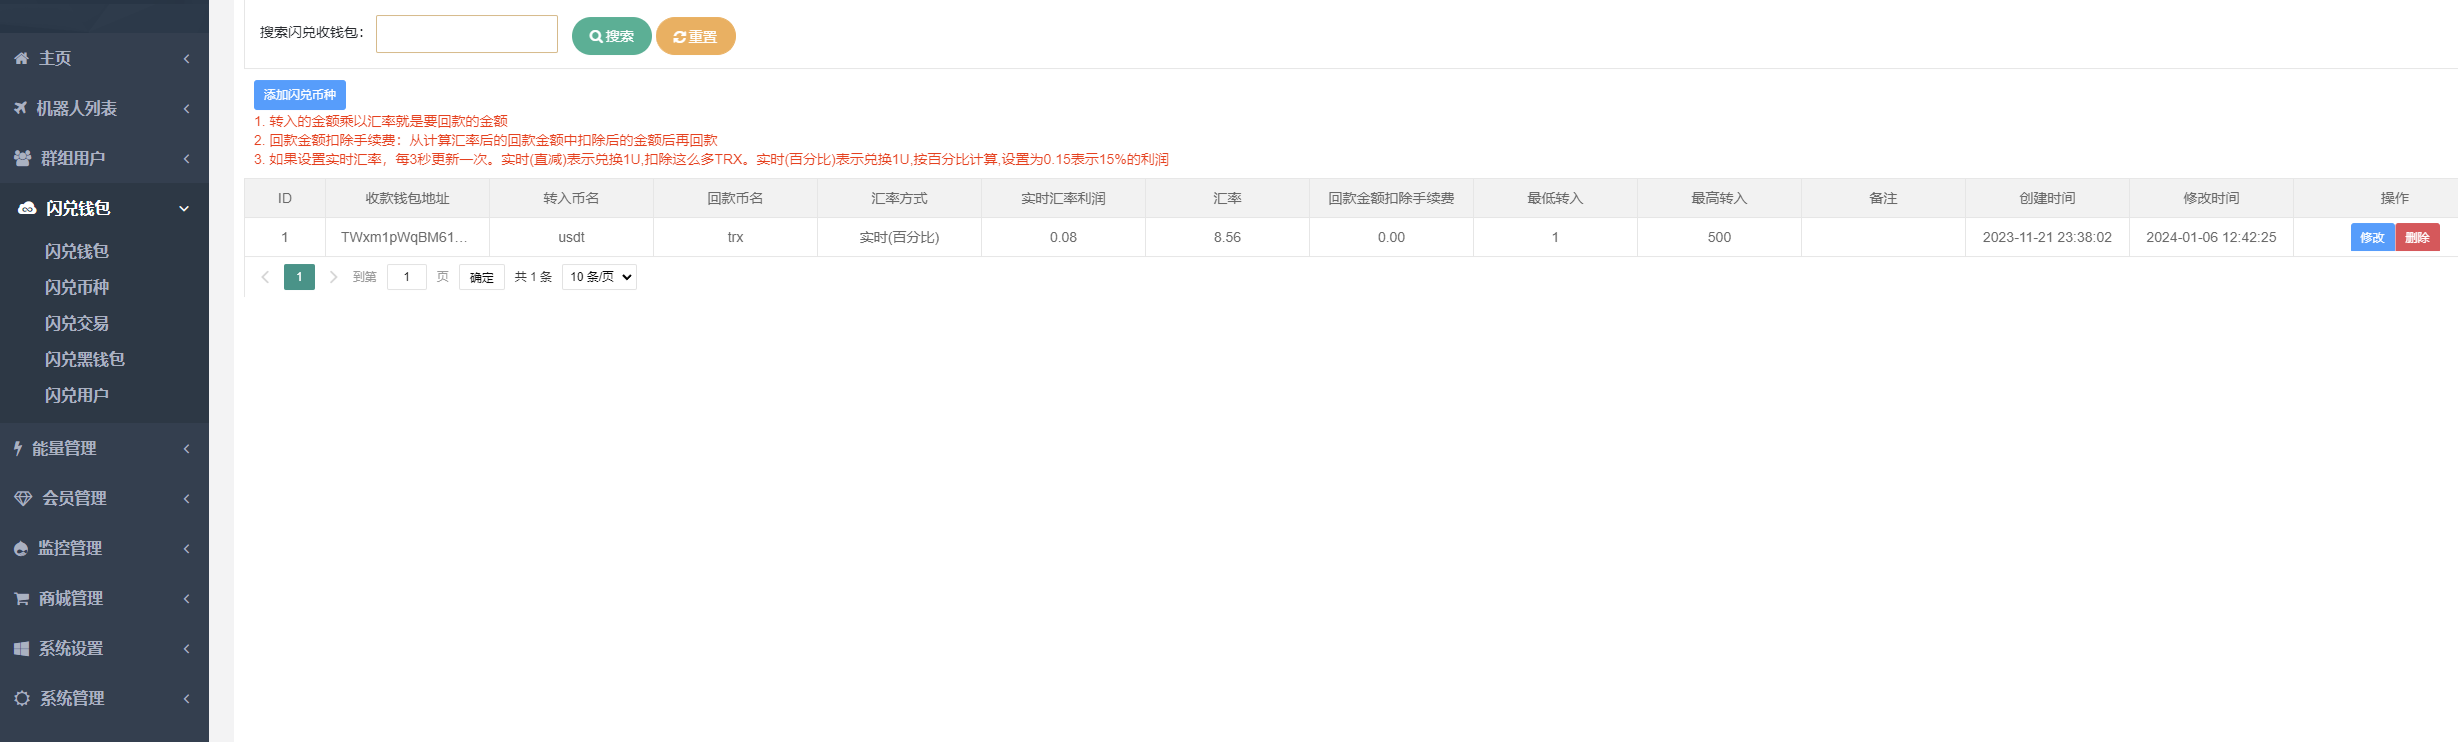 主页
机器人列表
群组用户
闪兑钱包
闪兑钱包
闪兑币种
闪兑交易
闪兑黑钱包
闪兑用户
能量管理
会员管理
监控管理
商城管理
系统设置
系统管理
搜索闪兑收钱包： 搜索 重置
添加闪兑币种
1. 转入的金额乘以汇率就是要回款的金额
2. 回款金额扣除手续费：从计算汇率后的回款金额中扣除后的金额后再回款
3. 如果设置实时汇率，每3秒更新一次。实时(直减)表示兑换1U,扣除这么多TRX。实时(百分比)表示兑换1U,按百分比计算,设置为0.15表示15%的利润
ID 收款钱包地址 转入币名 回款币名 汇率方式 实时汇率利润 汇率 回款金额扣除手续费 最低转入 最高转入 备注 创建时间 修改时间 操作
1 TWxm1pWqBM61... usdt trx 实时(百分比) 0.08 8.56 0.00 1 500 2023-11-21 23:38:02 2024-01-06 12:42:25 修改 删除
1 到第 1 页 确定 共 1 条 10 条/页